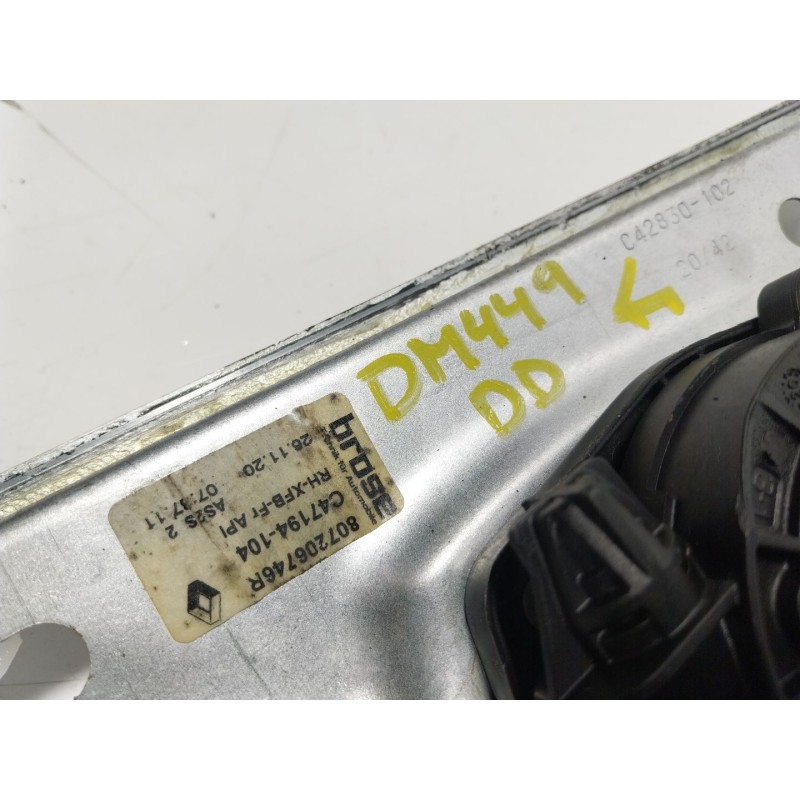 C42830-102
20/42
DM449
DD
brose
Technik für Automobile
26.11.20
07:37:11
RH-XFB-Fr API
AS2S 2
C47194-104
807206746R